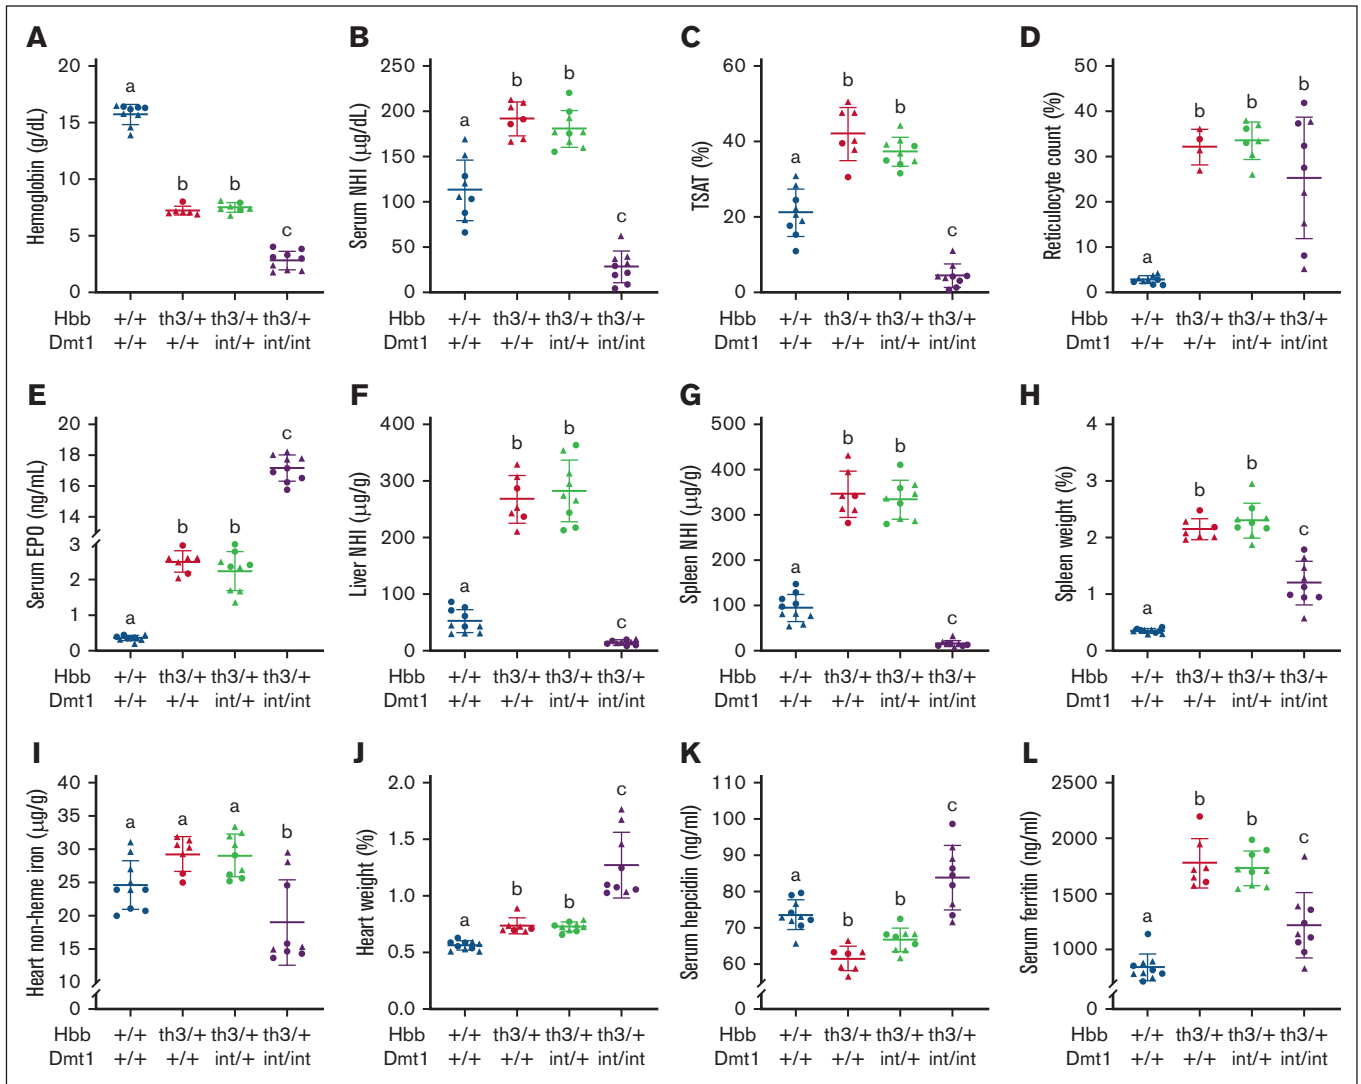 A
Hemoglobin (g/dL)
20
15
10
5
0
a
b
b
c
Hbb +/+ th3/+ th3/+ th3/+
Dmt1 +/+ +/+ int/+ int/int
B
Serum NHI (µg/dL)
250
200
150
100
50
0
a
b
b
c
+/+ th3/+ th3/+ th3/+
+/+ +/+ int/+ int/int
C
TSAT (%)
60
40
20
0
a
b
b
c
Hbb +/+ th3/+ th3/+ th3/+
Dmt1 +/+ +/+ int/+ int/int
D
Reticulocyte count (%)
50
40
30
20
10
0
a
b
b
b
Hbb +/+ th3/+ th3/+ th3/+
Dmt1 +/+ +/+ int/+ int/int
E
Serum EPO (ng/mL)
20
18
16
14
3
2
1
0
a
b
b
c
Hbb +/+ th3/+ th3/+ th3/+
Dmt1 +/+ +/+ int/+ int/int
F
Liver NHI (µg/g)
400
300
200
100
0
a
b
b
c
Hbb +/+ th3/+ th3/+ th3/+
Dmt1 +/+ +/+ int/+ int/int
G
Spleen NHI (µg/g)
500
400
300
200
100
0
a
b
b
c
Hbb +/+ th3/+ th3/+ th3/+
Dmt1 +/+ +/+ int/+ int/int
H
Spleen weight (%)
4
3
2
1
0
a
b
b
c
Hbb +/+ th3/+ th3/+ th3/+
Dmt1 +/+ +/+ int/+ int/int
I
Heart non-heme iron (µg/g)
40
35
30
25
20
15
10
0
a
a
a
b
Hbb +/+ th3/+ th3/+ th3/+
Dmt1 +/+ +/+ int/+ int/int
J
Heart weight (%)
2.0
1.5
1.0
0.5
0.0
a
b
b
c
Hbb +/+ th3/+ th3/+ th3/+
Dmt1 +/+ +/+ int/+ int/int
K
Serum hepcidin (ng/ml)
110
100
90
80
70
60
0
a
b
b
c
Hbb +/+ th3/+ th3/+ th3/+
Dmt1 +/+ +/+ int/+ int/int
L
Serum ferritin (ng/ml)
2500
2000
1500
1000
0
a
b
b
c
Hbb +/+ th3/+ th3/+ th3/+
Dmt1 +/+ +/+ int/+ int/int